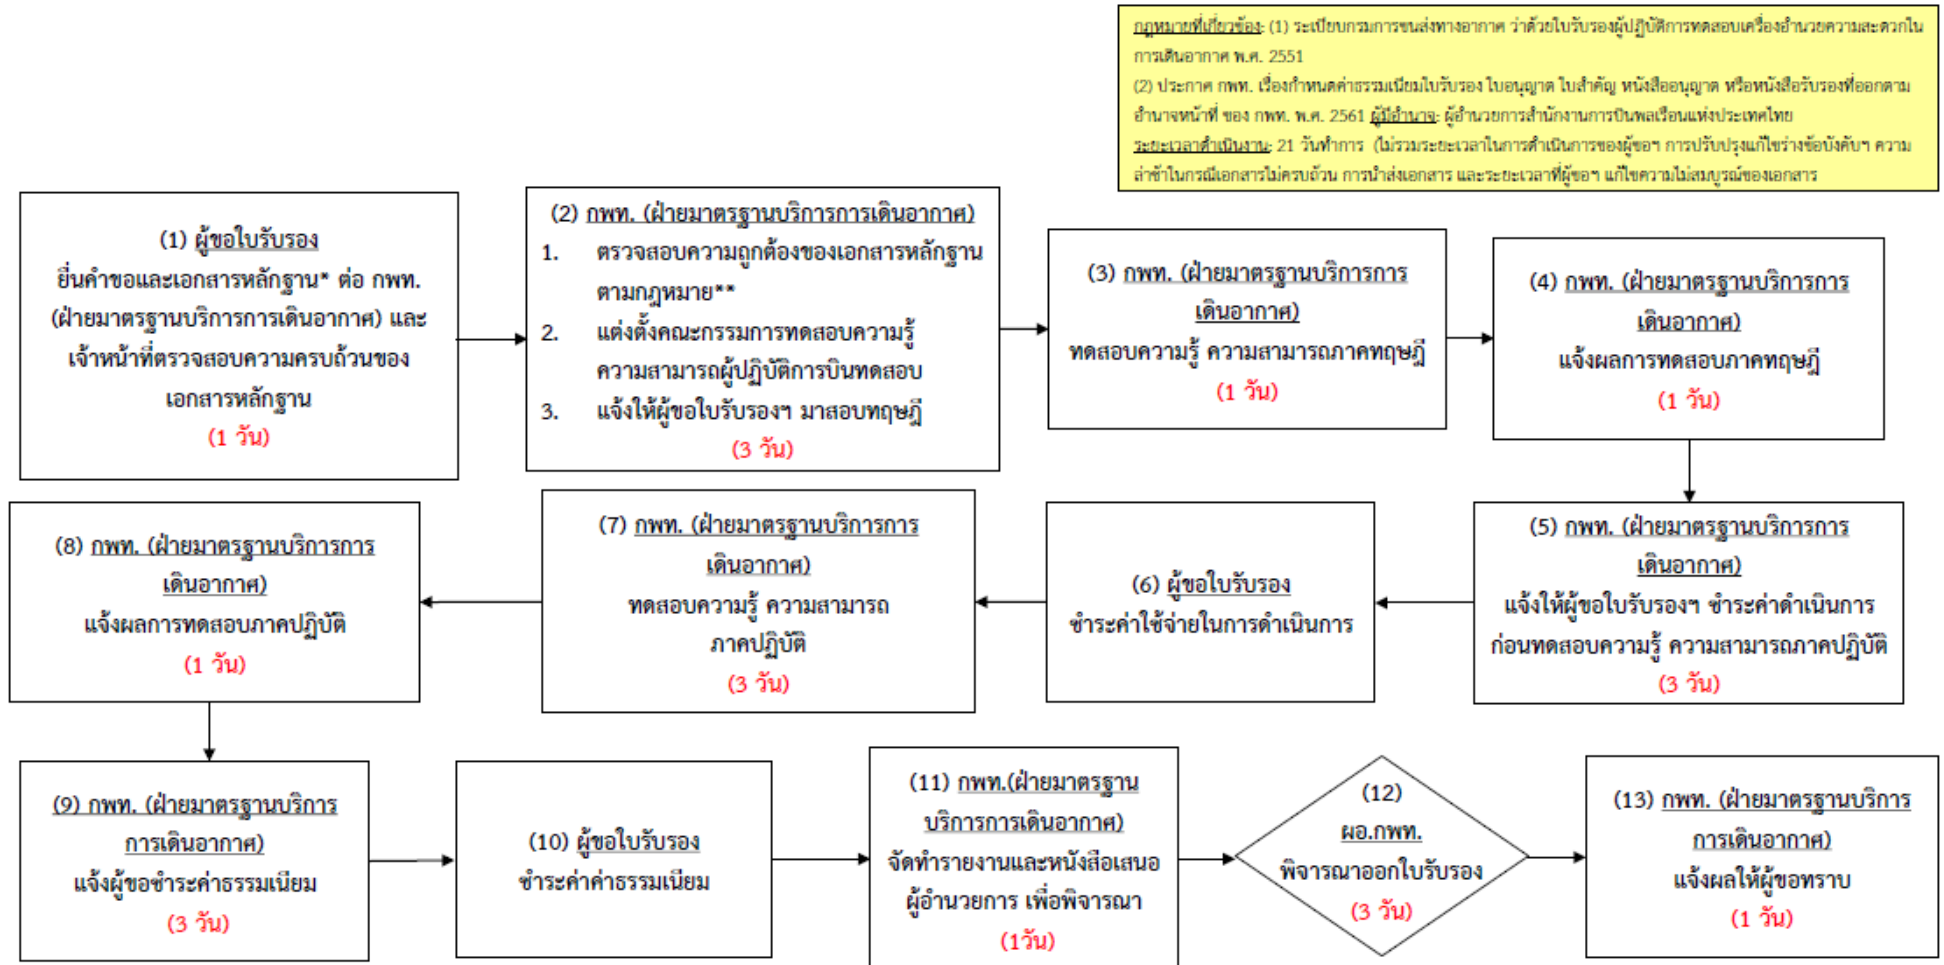 กฎหมายที่เกี่ยวข้อง: (1) ระเบียบกรมการขนส่งทางอากาศ ว่าด้วยใบรับรองผู้ปฏิบัติการทดสอบเครื่องอำนวยความสะดวกใน
การเดินอากาศ พ.ศ. 2551
(2) ประกาศ กพท. เรื่องกำหนดค่าธรรมเนียมใบรับรอง ใบอนุญาต ใบสำคัญ หนังสืออนุญาต หรือหนังสือรับรองที่ออกตาม
อำนาจหน้าที่ ของ กพท. พ.ศ. 2561 ผู้มีอำนาจ: ผู้อำนวยการสำนักงานการบินพลเรือนแห่งประเทศไทย
ระยะเวลาดำเนินงาน: 21 วันทำการ (ไม่รวมระยะเวลาในการดำเนินการของผู้ขอฯ การปรับปรุงแก้ไขร่างข้อบังคับฯ ความ
ล่าช้าในกรณีเอกสารไม่ครบถ้วน การนำส่งเอกสาร และระยะเวลาที่ผู้ขอฯ แก้ไขความไม่สมบูรณ์ของเอกสาร
(1) ผู้ขอใบรับรอง
ยื่นคำขอและเอกสารหลักฐาน* ต่อ กพท.
(ฝ่ายมาตรฐานบริการการเดินอากาศ) และ
เจ้าหน้าที่ตรวจสอบความครบถ้วนของ
เอกสารหลักฐาน
(1 วัน)
(2) กพท. (ฝ่ายมาตรฐานบริการการเดินอากาศ)
1. ตรวจสอบความถูกต้องของเอกสารหลักฐาน
ตามกฎหมาย**
2. แต่งตั้งคณะกรรมการทดสอบความรู้
ความสามารถผู้ปฏิบัติการบินทดสอบ
3. แจ้งให้ผู้ขอใบรับรองฯ มาสอบทฤษฎี
(3 วัน)
(3) กพท. (ฝ่ายมาตรฐานบริการการ
เดินอากาศ)
ทดสอบความรู้ ความสามารถภาคทฤษฎี
(1 วัน)
(4) กพท. (ฝ่ายมาตรฐานบริการการ
เดินอากาศ)
แจ้งผลการทดสอบภาคทฤษฎี
(1 วัน)
(5) กพท. (ฝ่ายมาตรฐานบริการการ
เดินอากาศ)
แจ้งให้ผู้ขอใบรับรองฯ ชำระค่าดำเนินการ
ก่อนทดสอบความรู้ ความสามารถภาคปฏิบัติ
(3 วัน)
(6) ผู้ขอใบรับรอง
ชำระค่าใช้จ่ายในการดำเนินการ
(7) กพท. (ฝ่ายมาตรฐานบริการการ
เดินอากาศ)
ทดสอบความรู้ ความสามารถ
ภาคปฏิบัติ
(3 วัน)
(8) กพท. (ฝ่ายมาตรฐานบริการการ
เดินอากาศ)
แจ้งผลการทดสอบภาคปฏิบัติ
(1 วัน)
(9) กพท. (ฝ่ายมาตรฐานบริการ
การเดินอากาศ)
แจ้งผู้ขอชำระค่าธรรมเนียม
(3 วัน)
(10) ผู้ขอใบรับรอง
ชำระค่าค่าธรรมเนียม
(11) กพท.(ฝ่ายมาตรฐาน
บริการการเดินอากาศ)
จัดทำรายงานและหนังสือเสนอ
ผู้อำนวยการ เพื่อพิจารณา
(1วัน)
(12)
ผอ.กพท.
พิจารณาออกใบรับรอง
(3 วัน)
(13) กพท. (ฝ่ายมาตรฐานบริการ
การเดินอากาศ)
แจ้งผลให้ผู้ขอทราบ
(1 วัน)